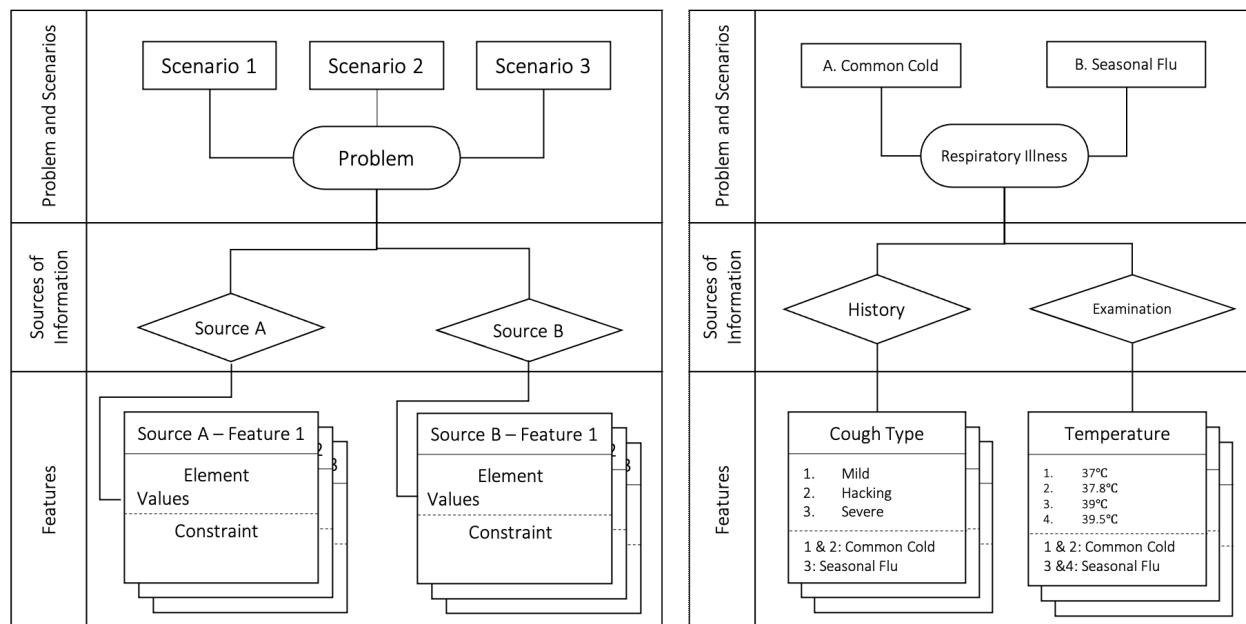 Problem and Scenarios
Scenario 1
Scenario 2
Scenario 3
Problem
Sources of
Information
Source A
Source B
Features
Source A – Feature 1
Element
Values
Constraint
2
3
Source B – Feature 1
Element
Values
Constraint
2
3
Problem and Scenarios
A. Common Cold
B. Seasonal Flu
Respiratory Illness
Sources of
Information
History
Examination
Features
Cough Type
1. Mild
2. Hacking
3. Severe
1 & 2: Common Cold
3: Seasonal Flu
Temperature
1. 37℃
2. 37.8℃
3. 39℃
4. 39.5℃
1 & 2: Common Cold
3 &4: Seasonal Flu